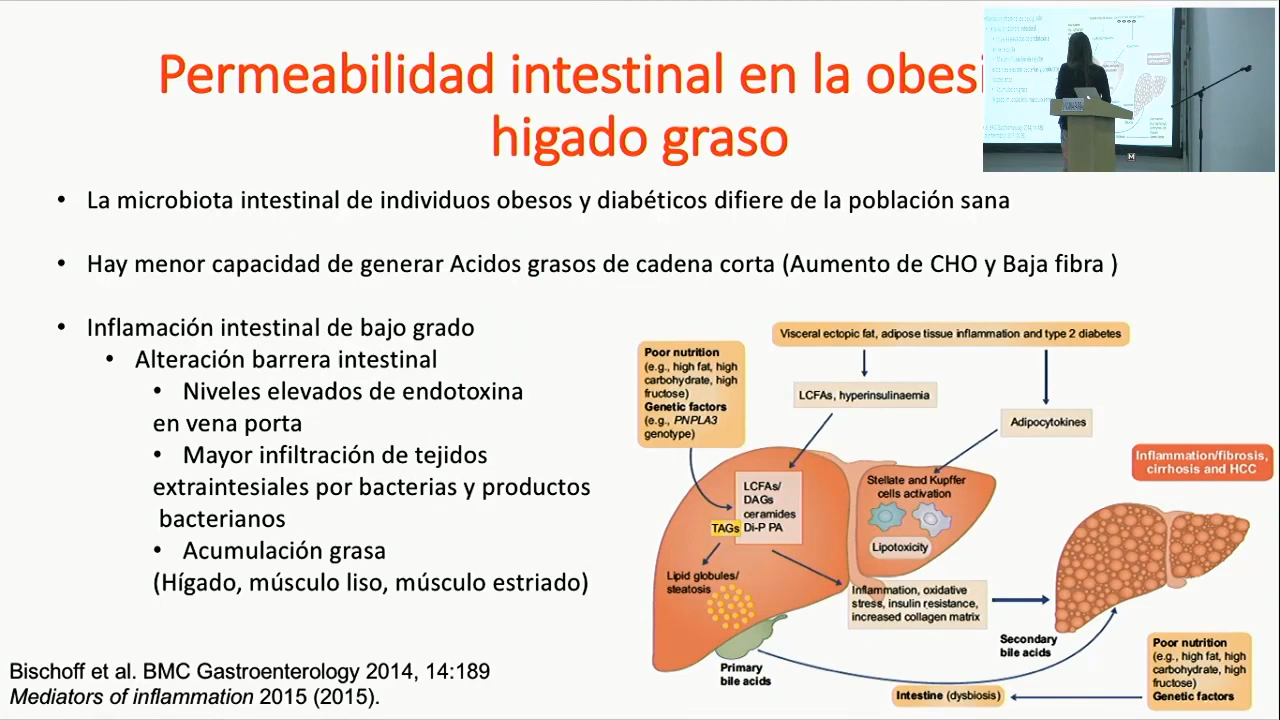 Permeabilidad intestinal en la obesi
higado graso
• La microbiota intestinal de individuos obesos y diabéticos difiere de la población sana
• Hay menor capacidad de generar Acidos grasos de cadena corta (Aumento de CHO y Baja fibra )
• Inflamación intestinal de bajo grado
• Alteración barrera intestinal
• Niveles elevados de endotoxina
en vena porta
• Mayor infiltración de tejidos
extraintesiales por bacterias y productos
bacterianos
• Acumulación grasa
(Hígado, músculo liso, músculo estriado)
Bischoff et al. BMC Gastroenterology 2014, 14:189
Mediators of inflammation 2015 (2015).
Visceral ectopic fat, adipose tissue inflammation and type 2 diabetes
Poor nutrition
(e.g., high fat, high
carbohydrate, high
fructose)
Genetic factors
(e.g., PNPLA3
genotype)
LCFAs, hyperinsulinaemia
Adipocytokines
Inflammation/fibrosis,
cirrhosis and HCC
Stellate and Kupffer
cells activation
Lipotoxicity
LCFAs/
DAGs
ceramides
Di-P PA
TAGs
Lipid globules/
steatosis
Inflammation, oxidative
stress, insulin resistance,
increased collagen matrix
Primary
bile acids
Secondary
bile acids
Intestine (dysbiosis)
Poor nutrition
(e.g., high fat, high
carbohydrate, high
fructose)
Genetic factors